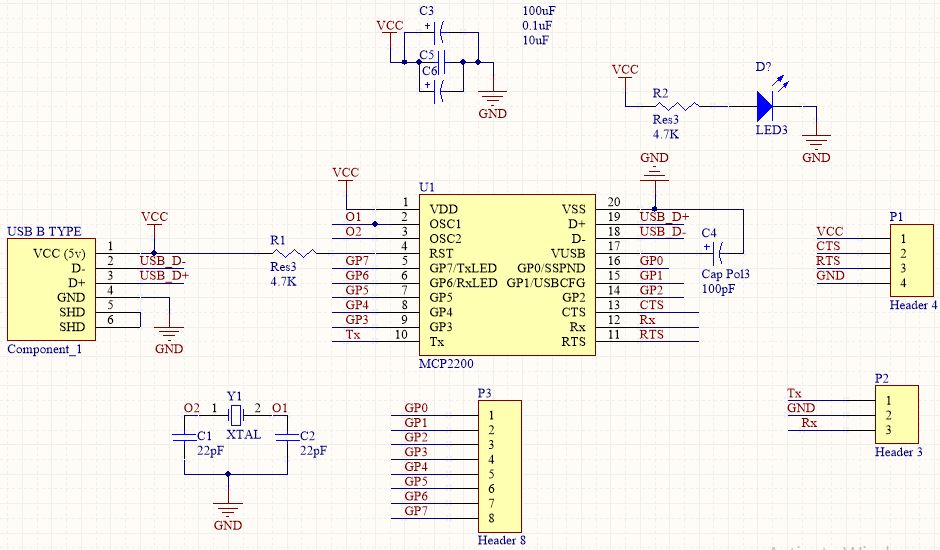 C3
VCC +
C5
C6
+
GND
100uF
0.1uF
10uF
VCC
R2
Res3
4.7K
D?
LED3
GND
USB B TYPE
VCC (5v) 1
D- 2
D+ 3
GND 4
SHD 5
SHD 6
Component_1
VCC
USB_D-
USB_D+
GND
R1
Res3
4.7K
VCC
U1
1 VDD VSS 20
O1 2 OSC1 D+ 19 USB_D+
O2 3 OSC2 D- 18 USB_D-
4 RST VUSB 17
GP7 5 GP7/TxLED GP0/SSPND 16 GP0
GP6 6 GP6/RxLED GP1/USBCFG 15 GP1
GP5 7 GP5 GP2 14 GP2
GP4 8 GP4 CTS 13 CTS
GP3 9 GP3 Rx 12 Rx
Tx 10 Tx RTS 11 RTS
MCP2200
GND
C4
+
Cap Pol3
100pF
P1
VCC 1
CTS 2
RTS 3
GND 4
Header 4
Y1
O2 1 2 O1
XTAL
C1
22pF
C2
22pF
GND
P3
GP0 1
GP1 2
GP2 3
GP3 4
GP4 5
GP5 6
GP6 7
GP7 8
Header 8
P2
Tx 1
GND 2
Rx 3
Header 3